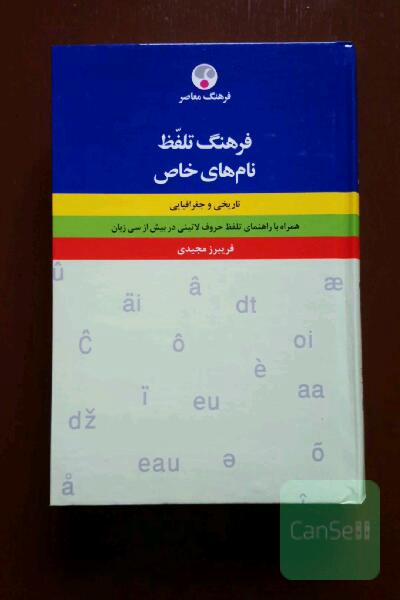 فرهنگ معاصر
فرهنگ تلفّظ
نام‌های خاص
تاریخی و جغرافیایی
همراه با راهنمای تلفظ حروف لاتینی در بیش از سی زبان
فریبرز مجیدی
û
äi â dt æ
Ĉ ô oi
è
ï eu aa
dž
eau ə õ
å î
CanSell